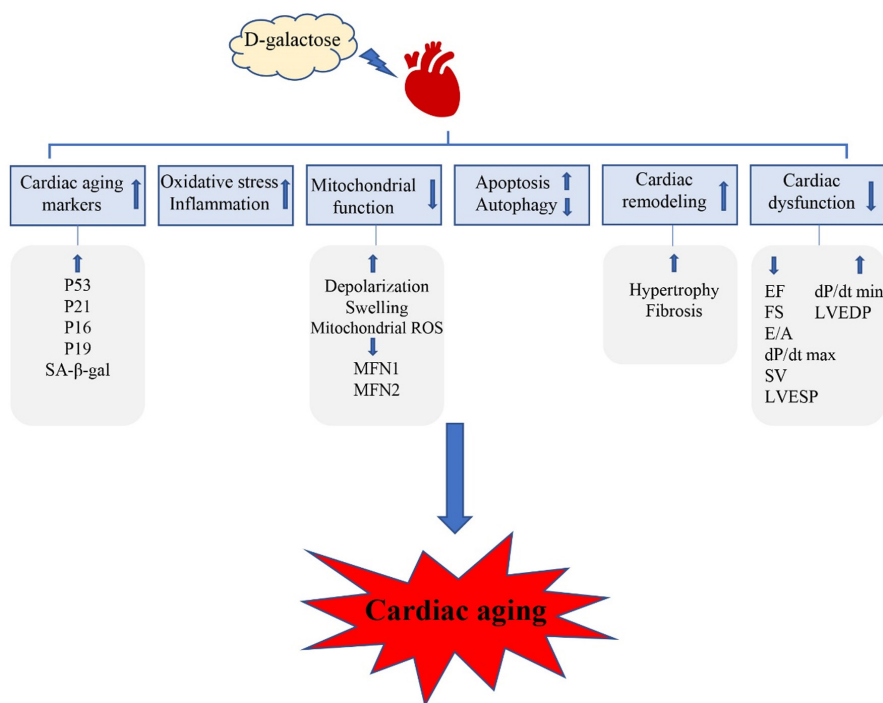 D-galactose
Cardiac aging
markers
Oxidative stress
Inflammation
Mitochondrial
function
Apoptosis
Autophagy
Cardiac
remodeling
Cardiac
dysfunction
P53
P21
P16
P19
SA-β-gal
Depolarization
Swelling
Mitochondrial ROS
MFN1
MFN2
Hypertrophy
Fibrosis
EF
FS
E/A
dP/dt max
SV
LVESP
dP/dt min
LVEDP
Cardiac aging